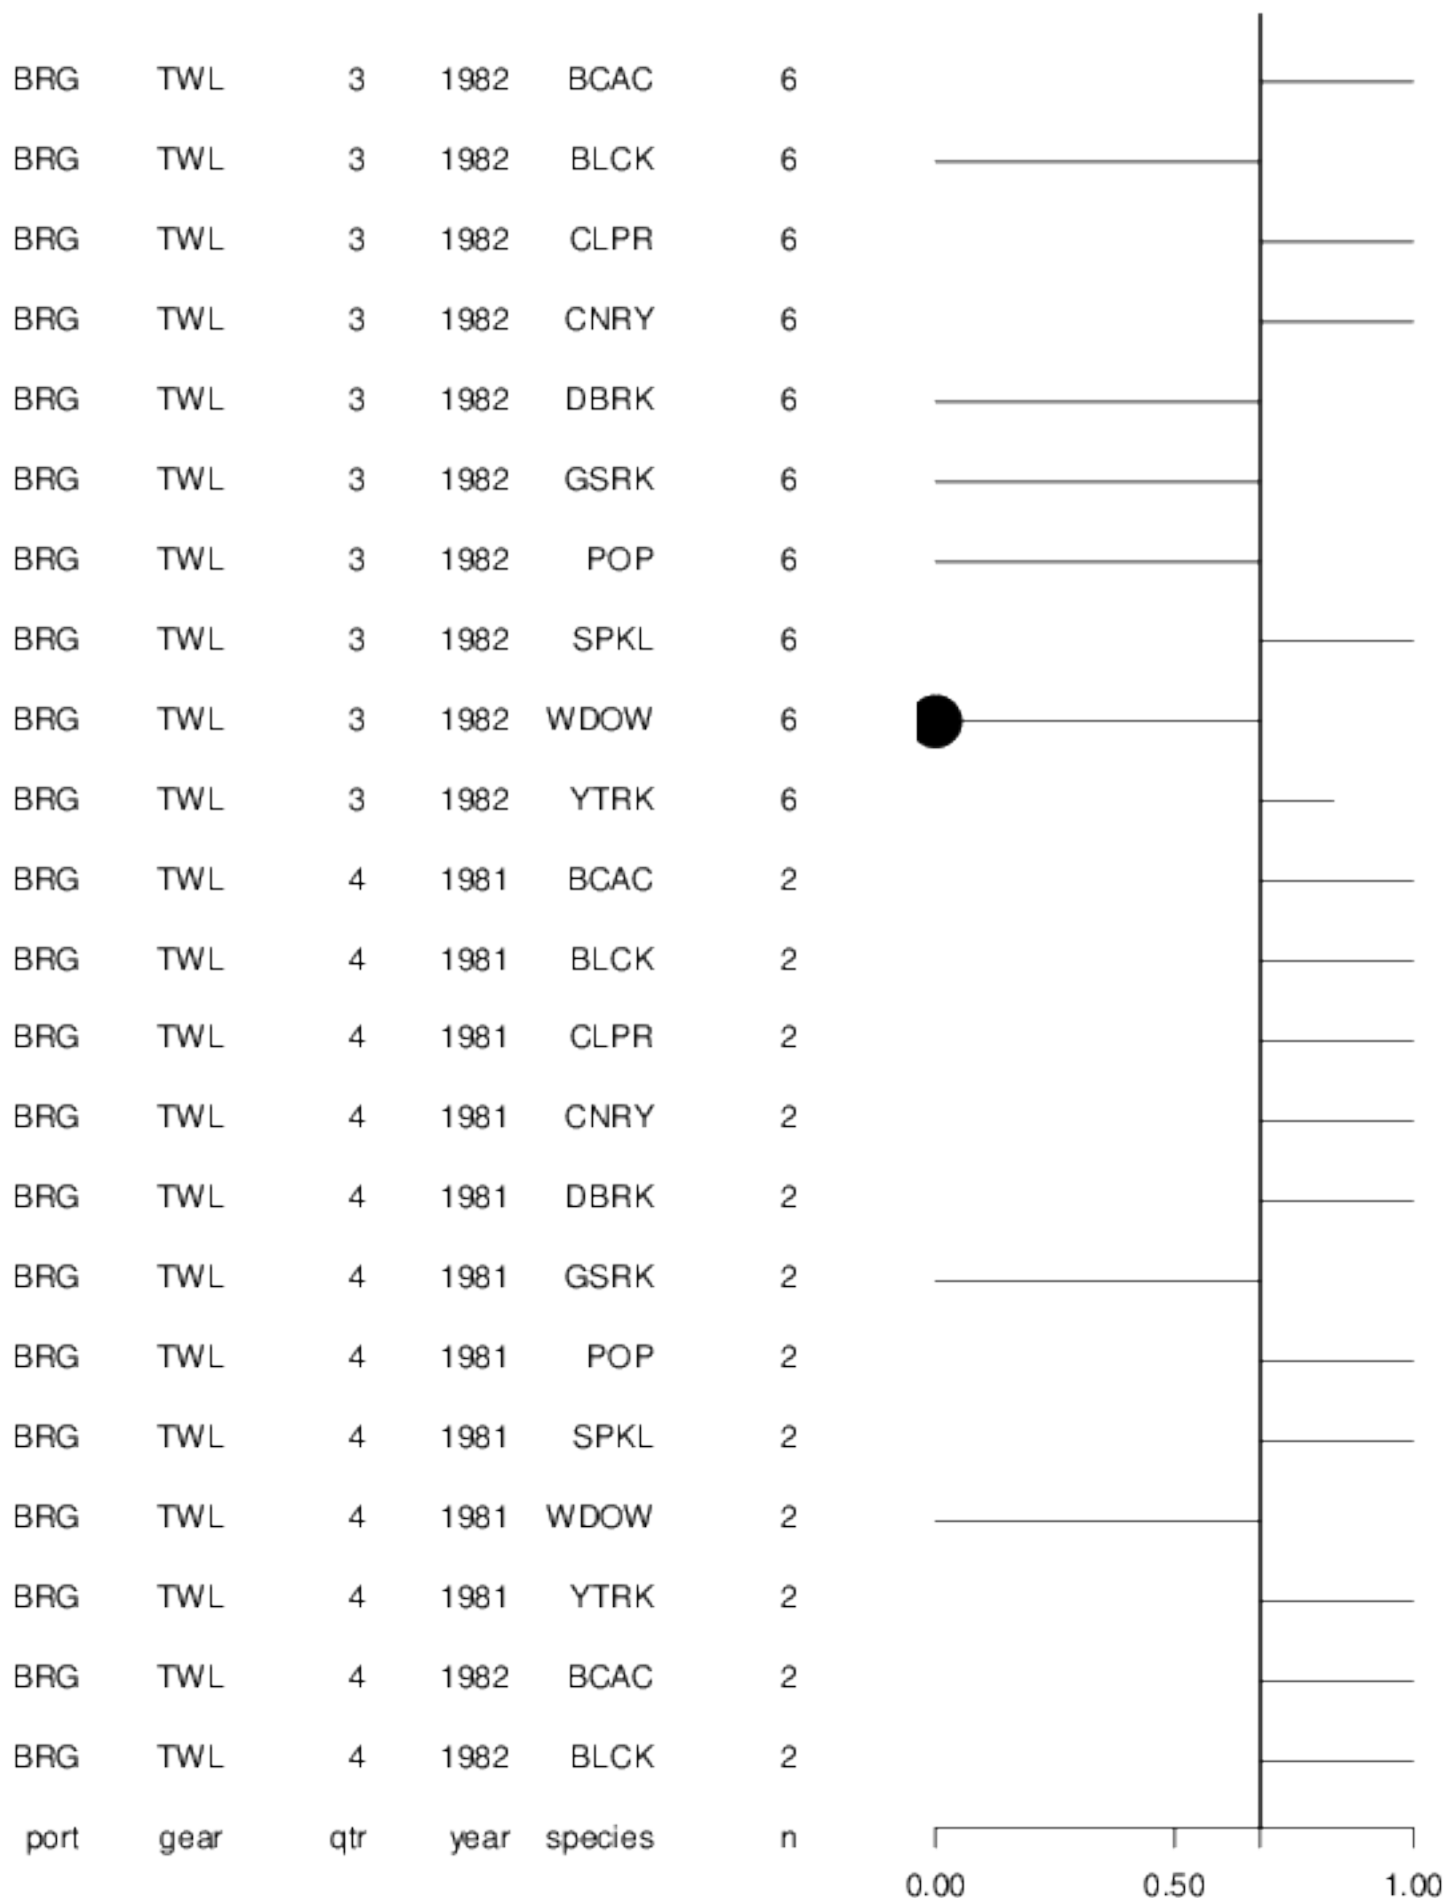 BRG TWL 3 1982 BCAC 6
BRG TWL 3 1982 BLCK 6
BRG TWL 3 1982 CLPR 6
BRG TWL 3 1982 CNRY 6
BRG TWL 3 1982 DBRK 6
BRG TWL 3 1982 GSRK 6
BRG TWL 3 1982 POP 6
BRG TWL 3 1982 SPKL 6
BRG TWL 3 1982 WDOW 6
BRG TWL 3 1982 YTRK 6
BRG TWL 4 1981 BCAC 2
BRG TWL 4 1981 BLCK 2
BRG TWL 4 1981 CLPR 2
BRG TWL 4 1981 CNRY 2
BRG TWL 4 1981 DBRK 2
BRG TWL 4 1981 GSRK 2
BRG TWL 4 1981 POP 2
BRG TWL 4 1981 SPKL 2
BRG TWL 4 1981 WDOW 2
BRG TWL 4 1981 YTRK 2
BRG TWL 4 1982 BCAC 2
BRG TWL 4 1982 BLCK 2
port gear qtr year species n
0.00 0.50 1.00